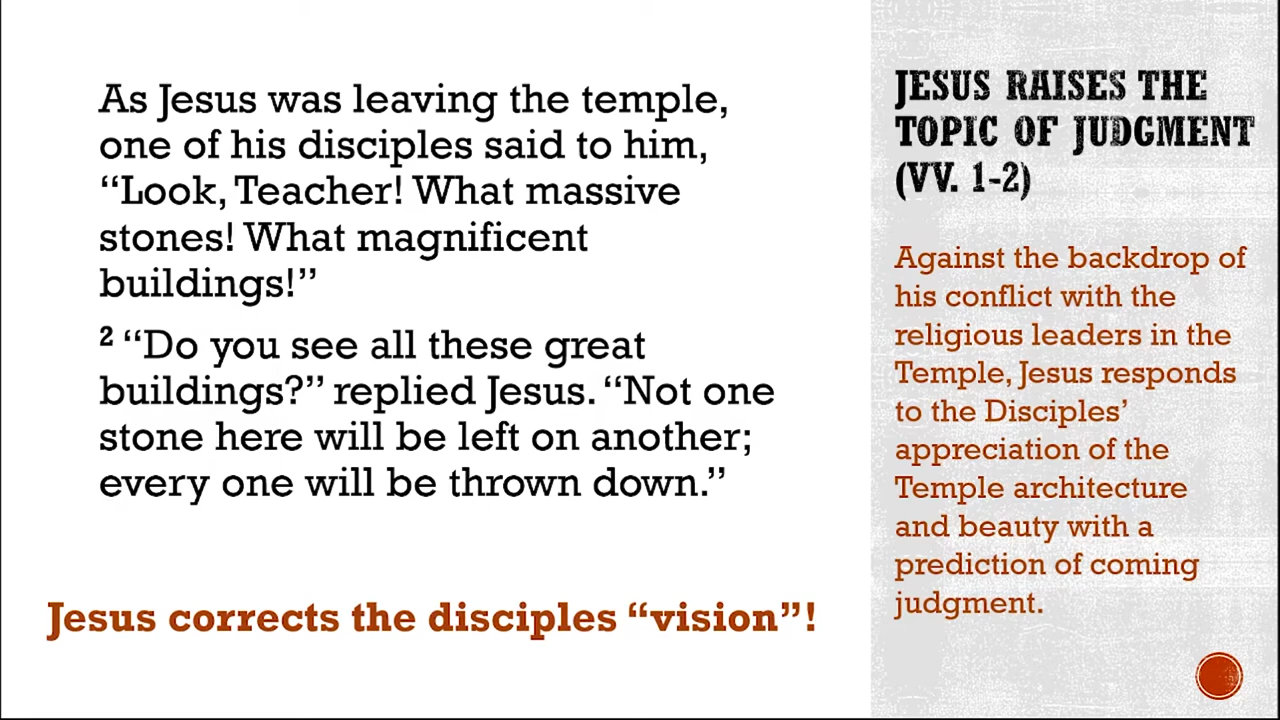 As Jesus was leaving the temple,
one of his disciples said to him,
“Look, Teacher! What massive
stones! What magnificent
buildings!”
² “Do you see all these great
buildings?” replied Jesus. “Not one
stone here will be left on another;
every one will be thrown down.”
Jesus corrects the disciples “vision”!
JESUS RAISES THE
TOPIC OF JUDGMENT
(VV. 1-2)
Against the backdrop of
his conflict with the
religious leaders in the
Temple, Jesus responds
to the Disciples’
appreciation of the
Temple architecture
and beauty with a
prediction of coming
judgment.